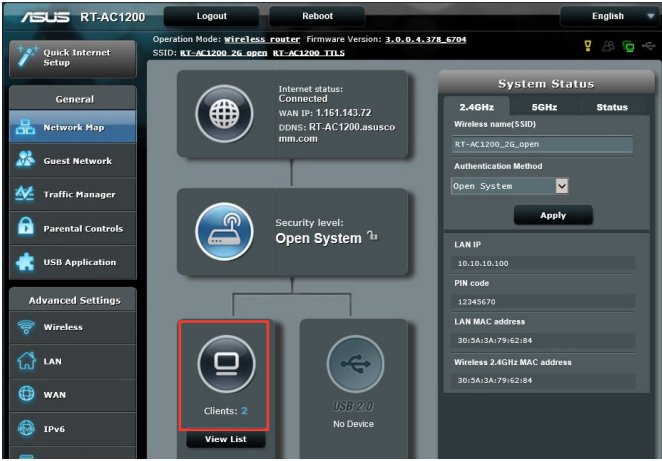 ASUS RT-AC1200
Logout
Reboot
English
Quick Internet
Setup
Operation Mode: Wireless router Firmware Version: 3.0.0.4.378_6704
SSID: RT-AC1200_2G_open RT-AC1200_TTLS
General
Network Map
Guest Network
Traffic Manager
Parental Controls
USB Application
Advanced Settings
Wireless
LAN
WAN
IPv6
Internet status:
Connected
WAN IP: 1.161.143.72
DDNS: RT-AC1200.asusco
mm.com
Security level:
Open System
Clients: 2
View List
USB 2.0
No Device
System Status
2.4GHz
5GHz
Status
Wireless name(SSID)
RT-AC1200_2G_open
Authentication
Method
Open System
Apply
LAN IP
10.10.10.100
PIN code
12345670
LAN MAC address
30:5A:3A:79:62:84
Wireless 2.4GHz MAC address
30:5A:3A:79:62:84